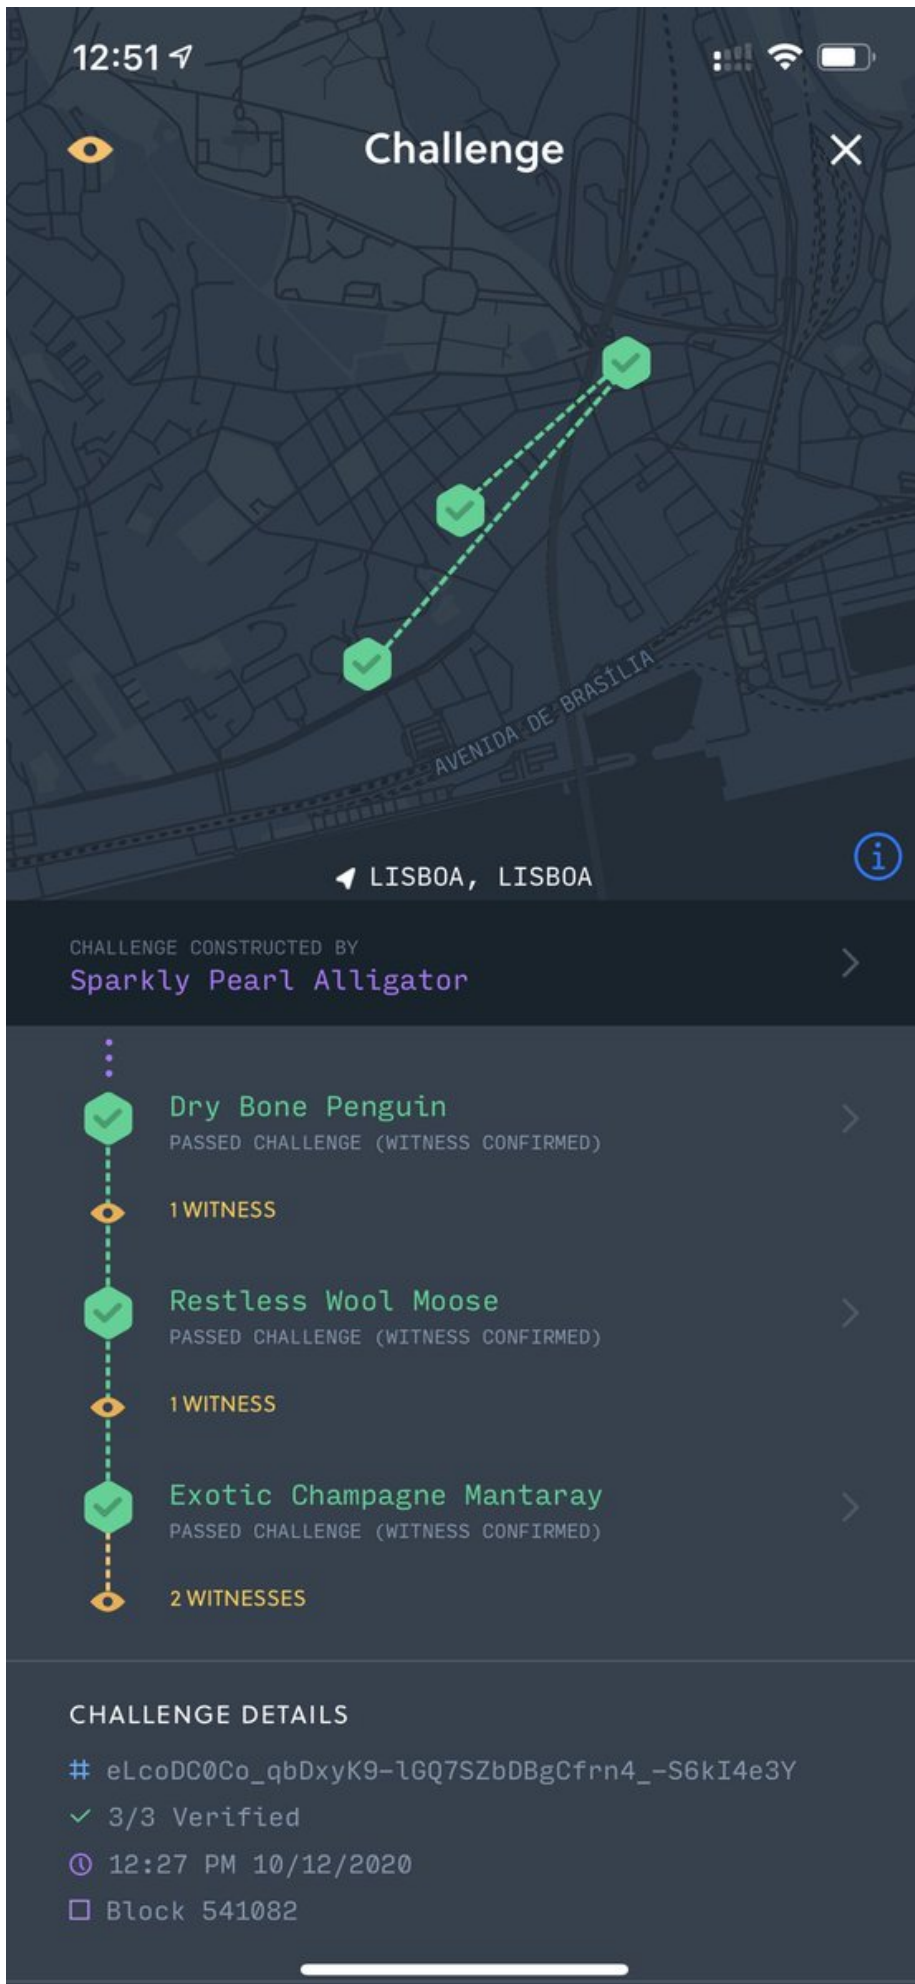 12:51
Challenge
AVENIDA DE BRASÍLIA
LISBOA, LISBOA
CHALLENGE CONSTRUCTED BY
Sparkly Pearl Alligator
Dry Bone Penguin
PASSED CHALLENGE (WITNESS CONFIRMED)
1 WITNESS
Restless Wool Moose
PASSED CHALLENGE (WITNESS CONFIRMED)
1 WITNESS
Exotic Champagne Mantaray
PASSED CHALLENGE (WITNESS CONFIRMED)
2 WITNESSES
CHALLENGE DETAILS
# eLcoDC0Co_qbDxyK9-lGQ7SZbDBgCfrn4_-S6kI4e3Y
3/3 Verified
12:27 PM 10/12/2020
Block 541082